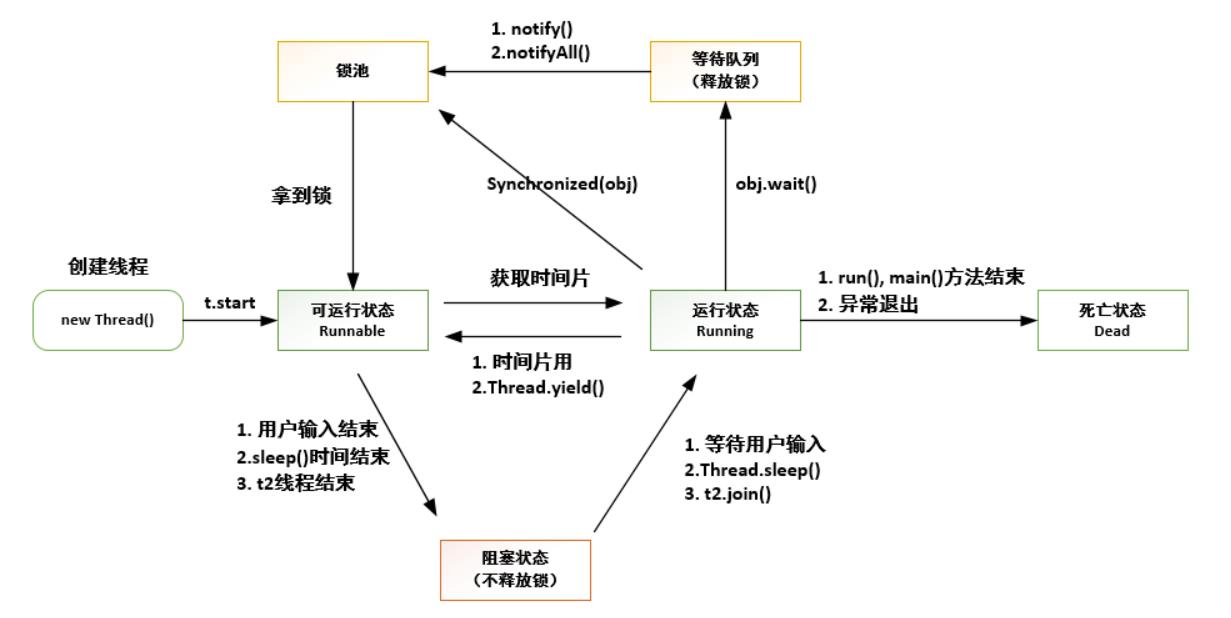 1. notify()
2.notifyAll()
锁池
等待队列
（释放锁）
Synchronized(obj)
obj.wait()
拿到锁
创建线程
new Thread()
t.start
可运行状态
Runnable
获取时间片
1. 时间片用
2.Thread.yield()
运行状态
Running
1. run(), main()方法结束
2. 异常退出
死亡状态
Dead
1. 用户输入结束
2.sleep()时间结束
3. t2线程结束
1. 等待用户输入
2.Thread.sleep()
3. t2.join()
阻塞状态
（不释放锁）